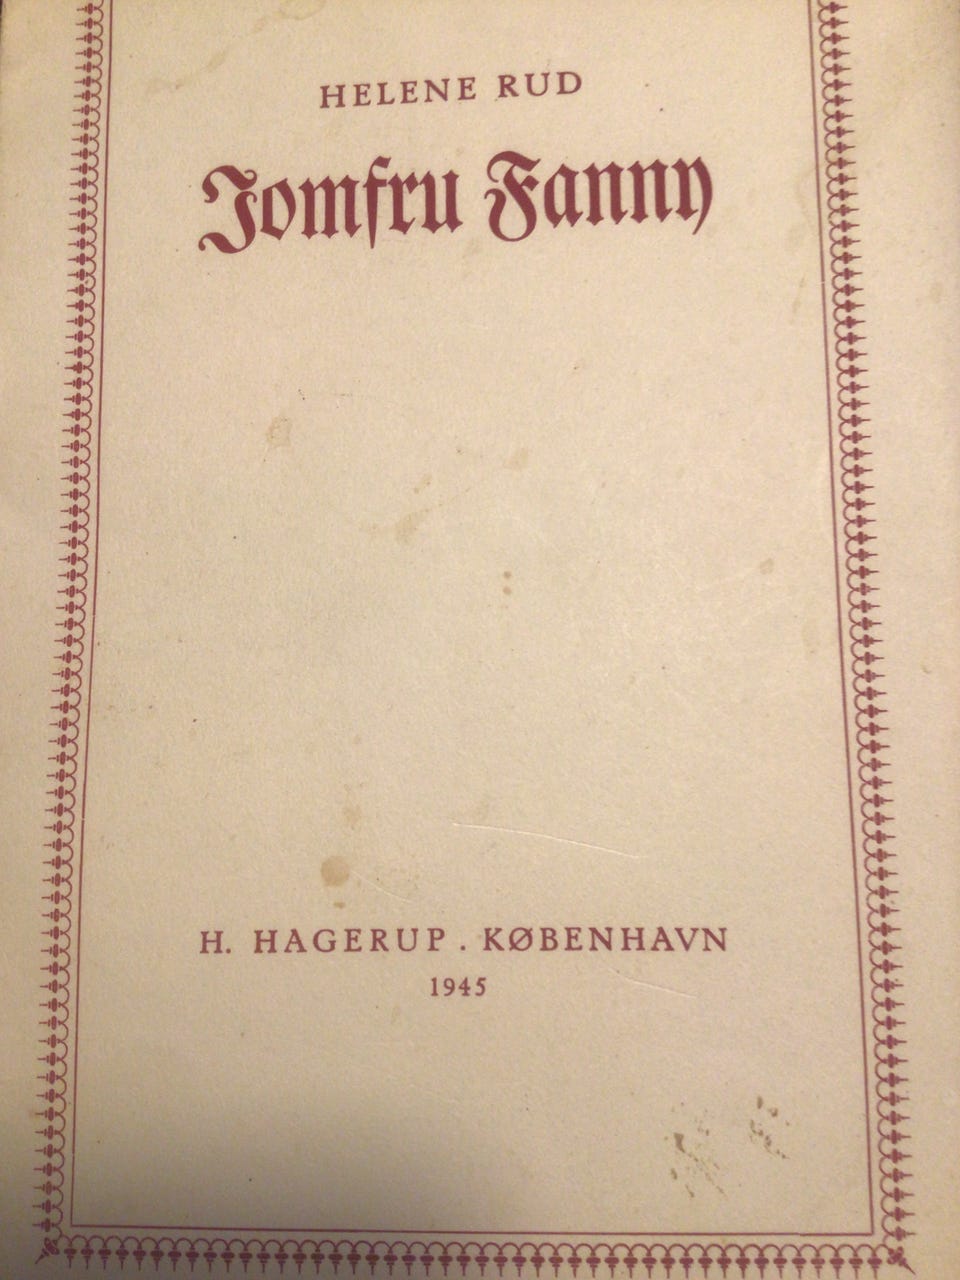 HELENE RUD
Jomfru Fanny
H. HAGERUP . KØBENHAVN
1945